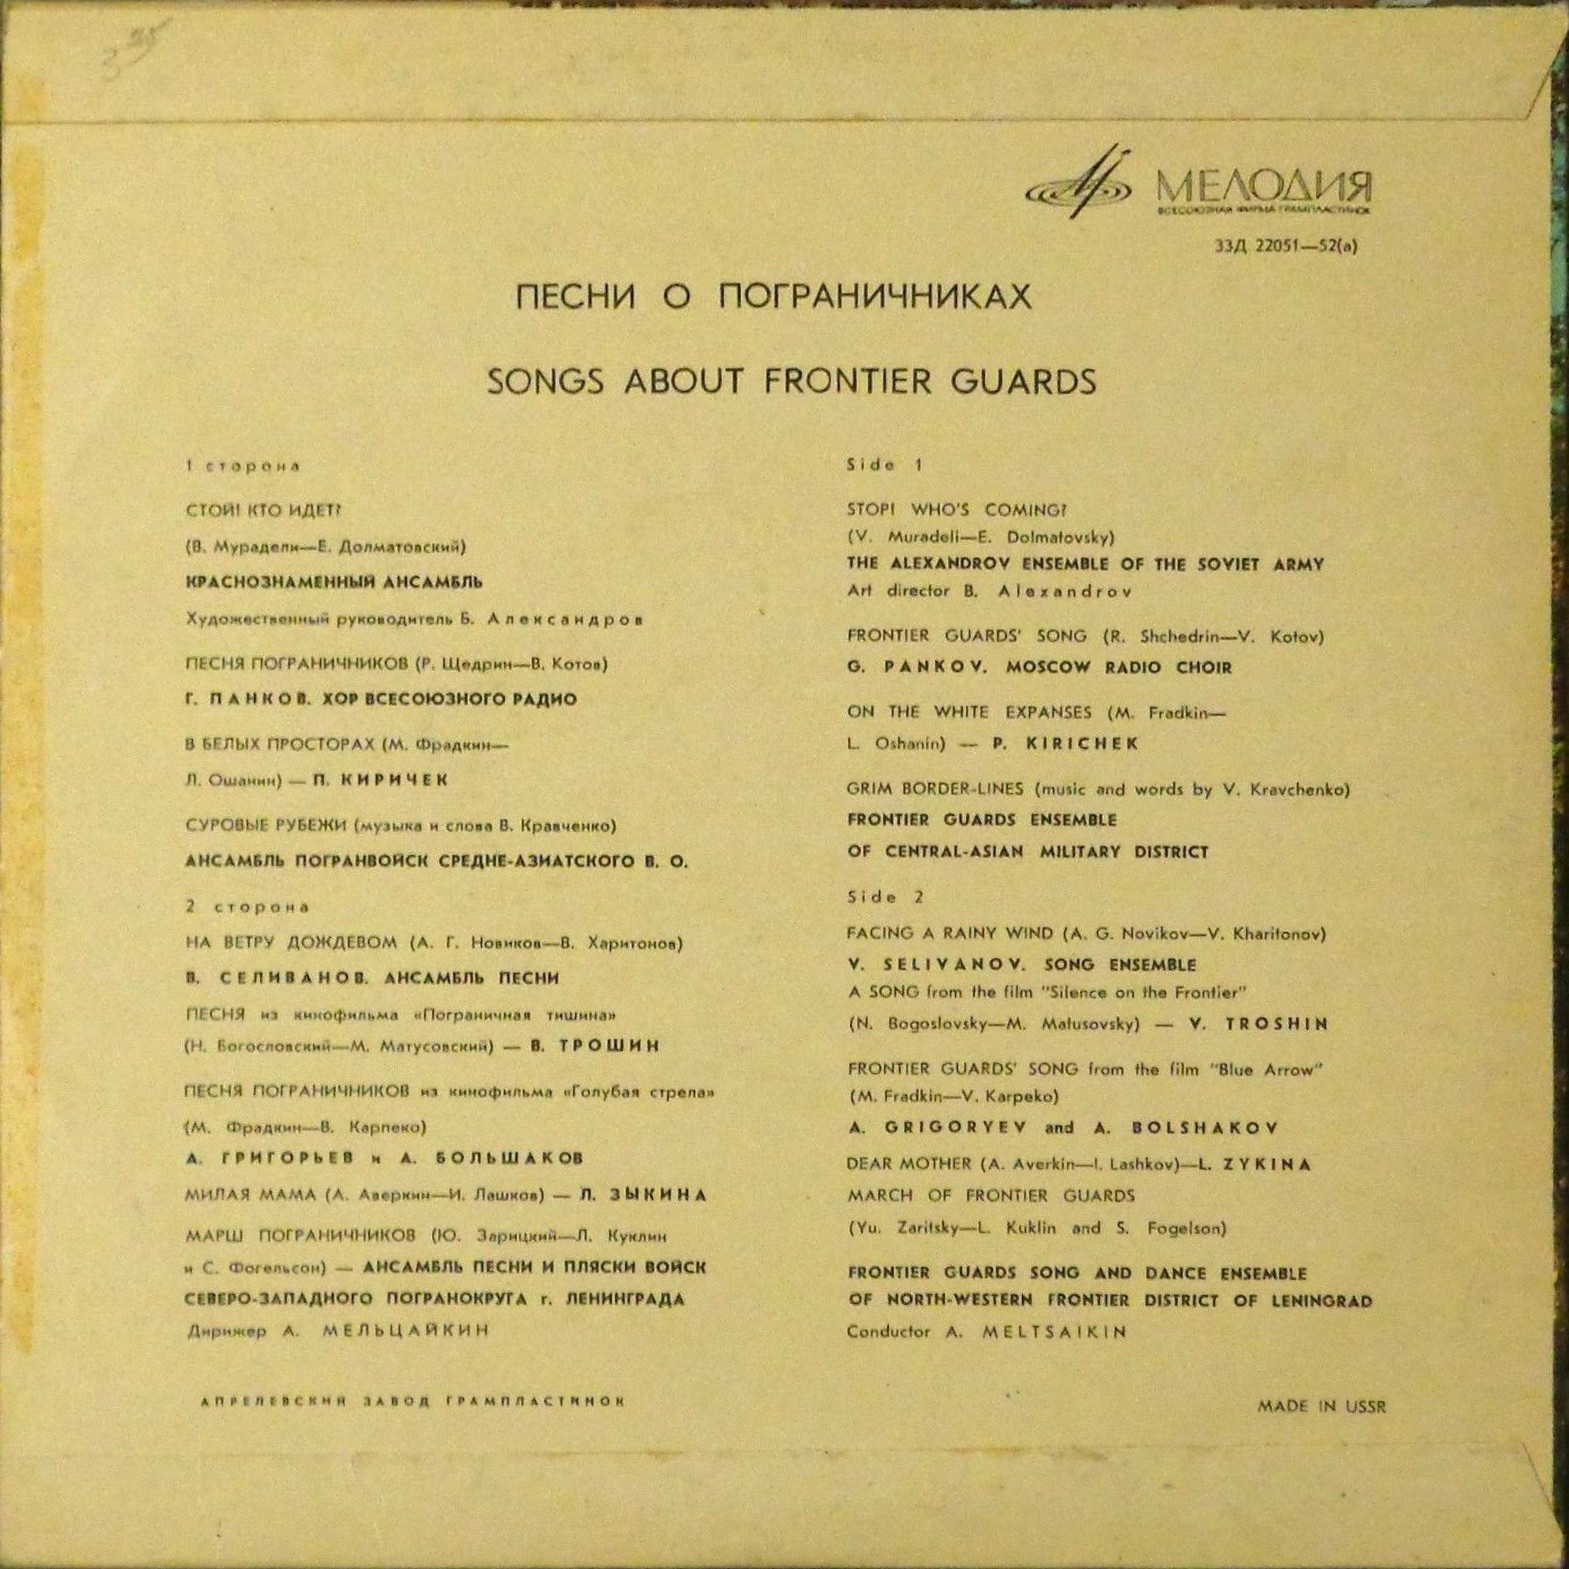 3 25
МЕЛОДИЯ
ВСЕСОЮЗНАЯ ФИРМА ГРАМПЛАСТИНОК
33Д 22051—52(а)
ПЕСНИ О ПОГРАНИЧНИКАХ
SONGS ABOUT FRONTIER GUARDS
1 сторона
СТОЙ! КТО ИДЕТ?
(В. Мурадели—Е. Долматовский)
КРАСНОЗНАМЕННЫЙ АНСАМБЛЬ
Художественный руководитель Б. Александров
ПЕСНЯ ПОГРАНИЧНИКОВ (Р. Щедрин—В. Котов)
Г. ПАНКОВ. ХОР ВСЕСОЮЗНОГО РАДИО
В БЕЛЫХ ПРОСТОРАХ (М. Фрадкин—
Л. Ошанин) — П. КИРИЧЕК
СУРОВЫЕ РУБЕЖИ (музыка и слова В. Кравченко)
АНСАМБЛЬ ПОГРАНВОЙСК СРЕДНЕ-АЗИАТСКОГО В. О.
2 сторона
НА ВЕТРУ ДОЖДЕВОМ (А. Г. Новиков—В. Харитонов)
В. СЕЛИВАНОВ. АНСАМБЛЬ ПЕСНИ
ПЕСНЯ из кинофильма «Пограничная тишина»
(Н. Богословский—М. Матусовский) — В. ТРОШИН
ПЕСНЯ ПОГРАНИЧНИКОВ из кинофильма «Голубая стрела»
(М. Фрадкин—В. Карпеко)
А. ГРИГОРЬЕВ и А. БОЛЬШАКОВ
МИЛАЯ МАМА (А. Аверкин—И. Лашков) — Л. ЗЫКИНА
МАРШ ПОГРАНИЧНИКОВ (Ю. Зарицкий—Л. Куклин
и С. Фогельсон) — АНСАМБЛЬ ПЕСНИ И ПЛЯСКИ ВОЙСК
СЕВЕРО-ЗАПАДНОГО ПОГРАНОКРУГА г. ЛЕНИНГРАДА
Дирижер А. МЕЛЬЦАЙКИН
АПРЕЛЕВСКИЙ ЗАВОД ГРАМПЛАСТИНОК
Side 1
STOP! WHO'S COMING?
(V. Muradeli—E. Dolmatovsky)
THE ALEXANDROV ENSEMBLE OF THE SOVIET ARMY
Art director B. Alexandrov
FRONTIER GUARDS' SONG (R. Shchedrin—V. Kotov)
G. PANKOV. MOSCOW RADIO CHOIR
ON THE WHITE EXPANSES (M. Fradkin—
L. Oshanin) — P. KIRICHEK
GRIM BORDER-LINES (music and words by V. Kravchenko)
FRONTIER GUARDS ENSEMBLE
OF CENTRAL-ASIAN MILITARY DISTRICT
Side 2
FACING A RAINY WIND (A. G. Novikov—V. Kharitonov)
V. SELIVANOV. SONG ENSEMBLE
A SONG from the film "Silence on the Frontier"
(N. Bogoslovsky—M. Matusovsky) — V. TROSHIN
FRONTIER GUARDS' SONG from the film "Blue Arrow"
(M. Fradkin—V. Karpeko)
A. GRIGORYEV and A. BOLSHAKOV
DEAR MOTHER (A. Averkin—I. Lashkov)—L. ZYKINA
MARCH OF FRONTIER GUARDS
(Yu. Zaritsky—L. Kuklin and S. Fogelson)
FRONTIER GUARDS SONG AND DANCE ENSEMBLE
OF NORTH-WESTERN FRONTIER DISTRICT OF LENINGRAD
Conductor A. MELTSAIKIN
MADE IN USSR